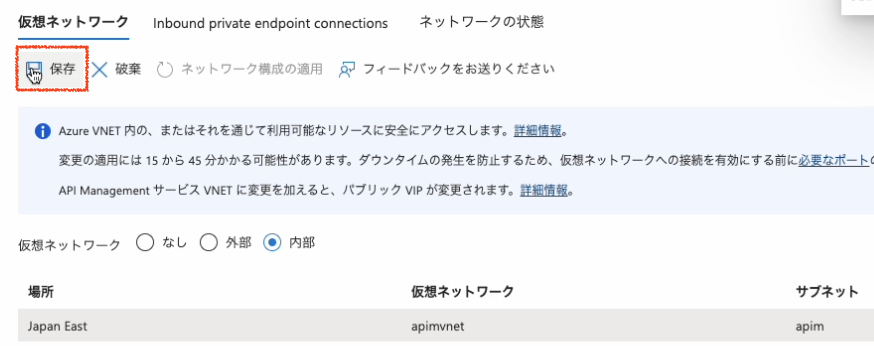 仮想ネットワーク Inbound private endpoint connections ネットワークの状態
保存 破棄 ネットワーク構成の適用 フィードバックをお送りください
Azure VNET 内の、またはそれを通じて利用可能なリソースに安全にアクセスします。詳細情報。
変更の適用には 15 から 45 分かかる可能性があります。ダウンタイムの発生を防止するため、仮想ネットワークへの接続を有効にする前に必要なポート
API Management サービス VNET に変更を加えると、パブリック VIP が変更されます。詳細情報。
仮想ネットワーク なし 外部 内部
場所 仮想ネットワーク サブネット
Japan East apimvnet apim